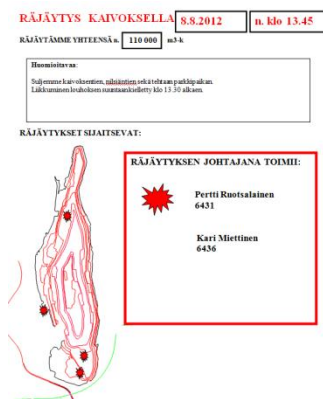 RÄJÄYTYS KAIVOKSELLA 8.8.2012 n. klo 13.45
RÄJÄYTÄMME YHTEENSÄ n. 110 000 m3-k
Huomioitavaa:
Suljemme kaivoksentien, nilsiäntien sekä tehtaan parkkipaikan.
Liikkuminen louhoksen suuntaan kielletty klo 13.30 alkaen.
RÄJÄYTYKSET SIJAITSEVAT:
RÄJÄYTYKSEN JOHTAJANA TOIMII:
Pertti Ruotsalainen
6431
Kari Miettinen
6436